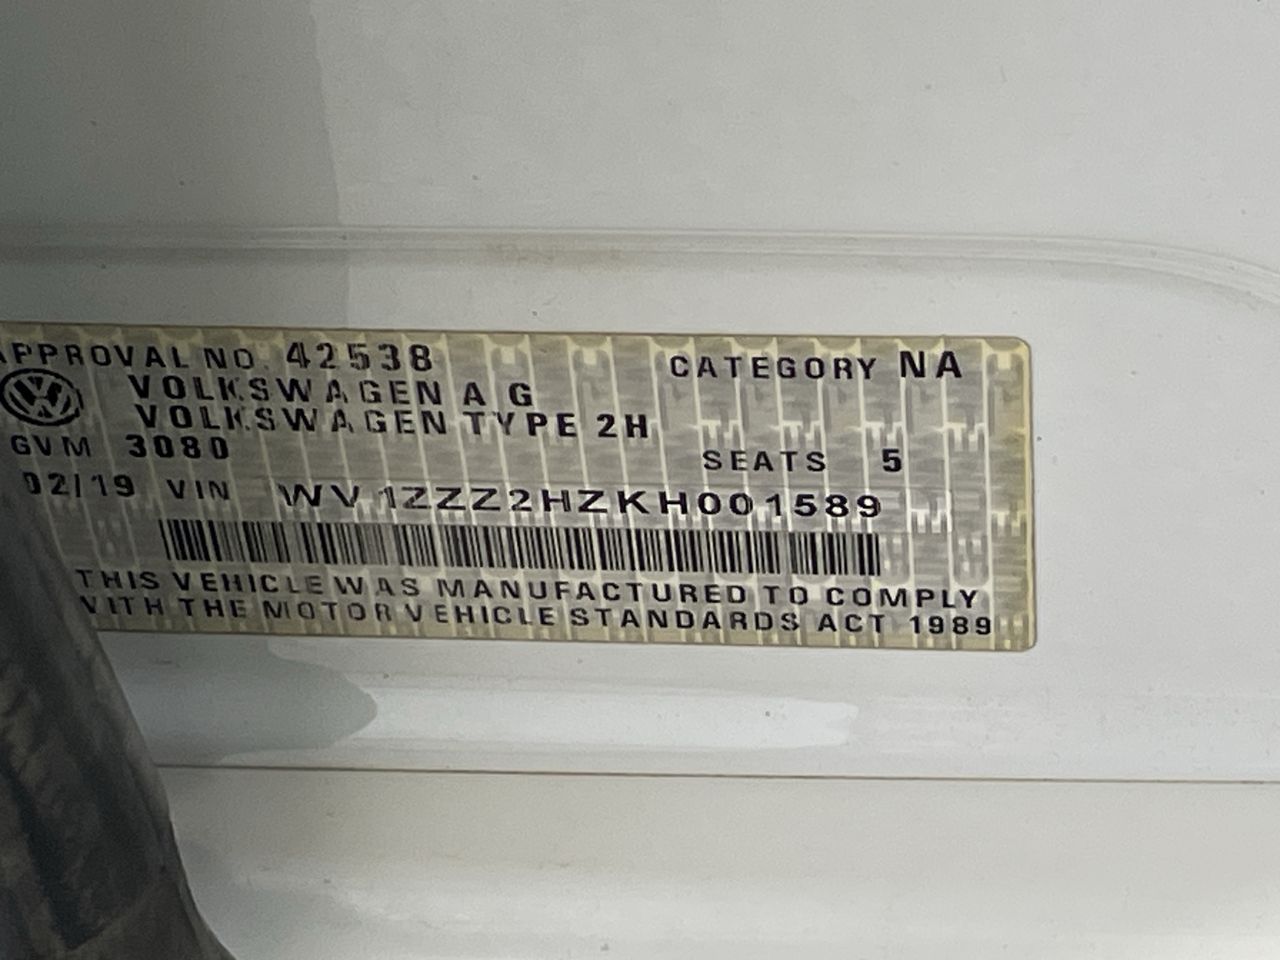 APPROVAL NO. 42538 CATEGORY NA
VOLKSWAGEN AG
VOLKSWAGEN TYPE 2H
GVM 3080 SEATS 5
02/19 VIN WV1ZZZ2HZKH001589
THIS VEHICLE WAS MANUFACTURED TO COMPLY
WITH THE MOTOR VEHICLE STANDARDS ACT 1989